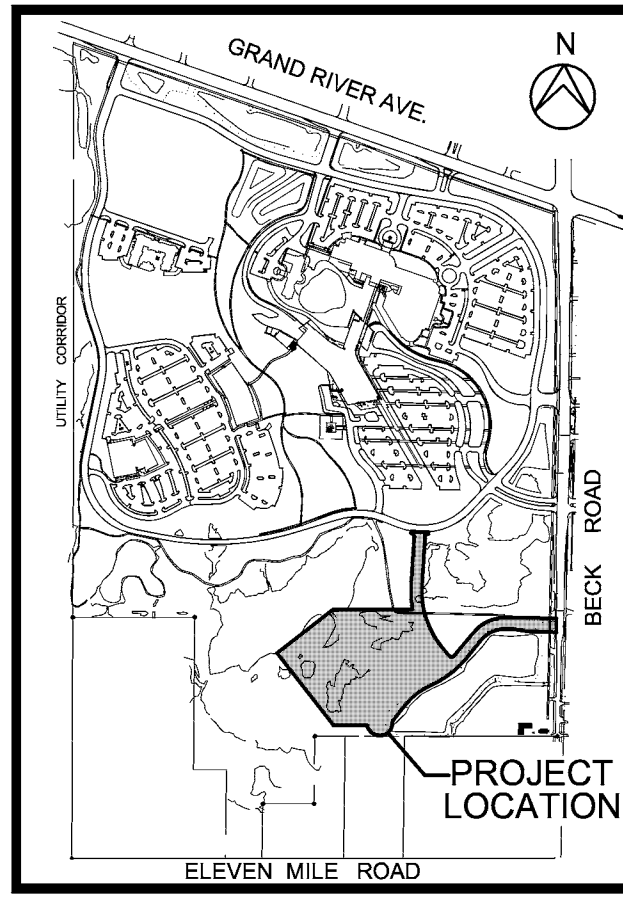 GRAND RIVER AVE.
N
UTILITY CORRIDOR
BECK ROAD
PROJECT
LOCATION
ELEVEN MILE ROAD